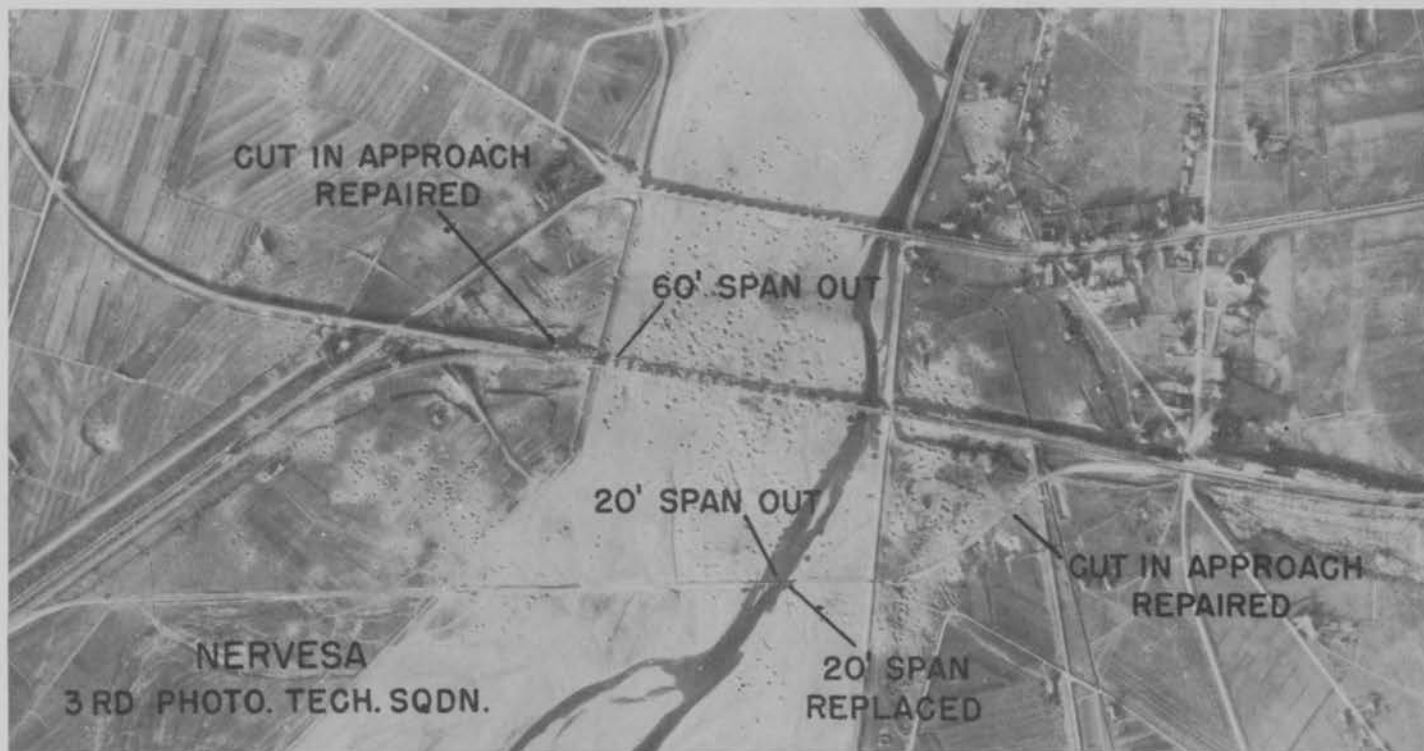 CUT IN APPROACH
REPAIRED
60' SPAN OUT
20' SPAN OUT
CUT IN APPROACH
REPAIRED
20' SPAN
REPLACED
NERVESA
3RD PHOTO. TECH. SQDN.